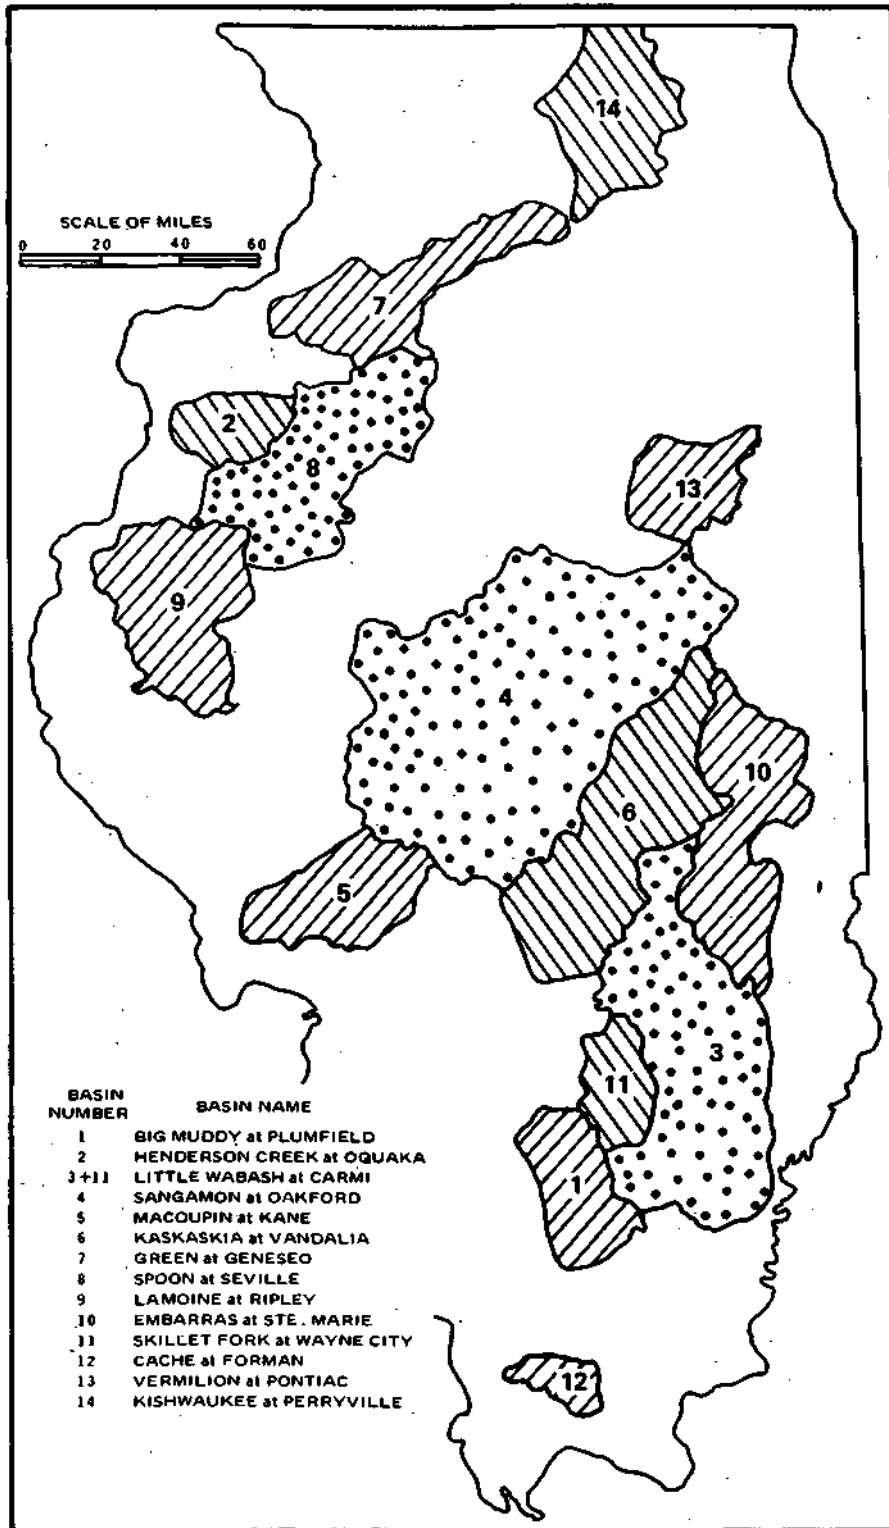 14
SCALE OF MILES
0 20 40 60
7
2
8
13
9
4
10
6
5
3
11
1
12
BASIN NUMBER BASIN NAME
1 BIG MUDDY at PLUMFIELD
2 HENDERSON CREEK at OQUAKA
3+11 LITTLE WABASH at CARMI
4 SANGAMON at OAKFORD
5 MACOUPIN at KANE
6 KASKASKIA at VANDALIA
7 GREEN at GENESEO
8 SPOON at SEVILLE
9 LAMOINE at RIPLEY
10 EMBARRAS at STE. MARIE
11 SKILLET FORK at WAYNE CITY
12 CACHE at FORMAN
13 VERMILION at PONTIAC
14 KISHWAUKEE at PERRYVILLE